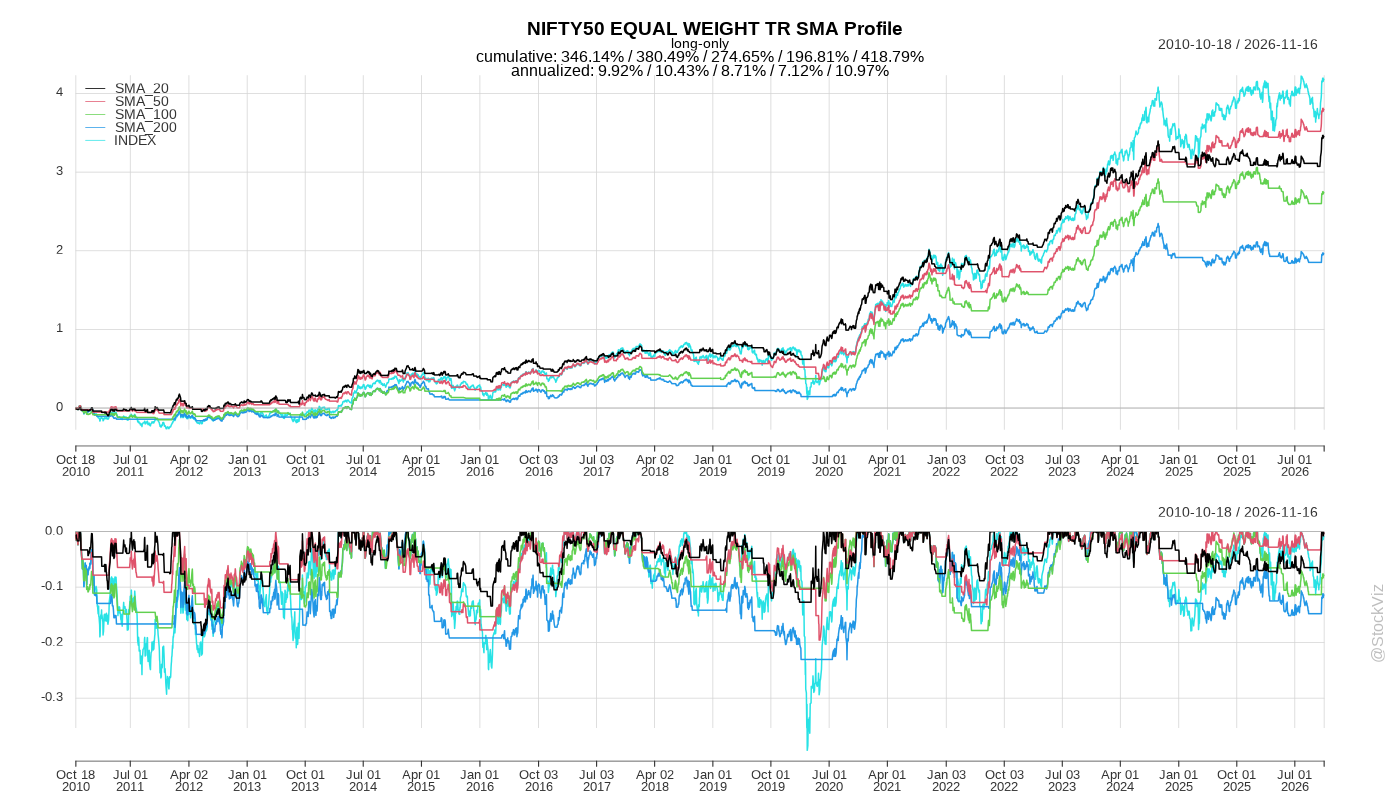 NIFTY50 EQUAL WEIGHT TR SMA Profile
long-only
2010-10-18 / 2026-11-16
cumulative: 346.14% / 380.49% / 274.65% / 196.81% / 418.79%
annualized: 9.92% / 10.43% / 8.71% / 7.12% / 10.97%
SMA_20
SMA_50
SMA_100
SMA_200
INDEX
4
3
2
1
0
Oct 18 Jul 01 Apr 02 Jan 01 Oct 01 Jul 01 Apr 01 Jan 01 Oct 03 Jul 03 Apr 02 Jan 01 Oct 01 Jul 01 Apr 01 Jan 03 Oct 03 Jul 03 Apr 01 Jan 01 Oct 01 Jul 01
2010 2011 2012 2013 2013 2014 2015 2016 2016 2017 2018 2019 2019 2020 2021 2022 2022 2023 2024 2025 2025 2026
2010-10-18 / 2026-11-16
0.0
-0.1
-0.2
-0.3
Oct 18 Jul 01 Apr 02 Jan 01 Oct 01 Jul 01 Apr 01 Jan 01 Oct 03 Jul 03 Apr 02 Jan 01 Oct 01 Jul 01 Apr 01 Jan 03 Oct 03 Jul 03 Apr 01 Jan 01 Oct 01 Jul 01
2010 2011 2012 2013 2013 2014 2015 2016 2016 2017 2018 2019 2019 2020 2021 2022 2022 2023 2024 2025 2025 2026
@StockViz